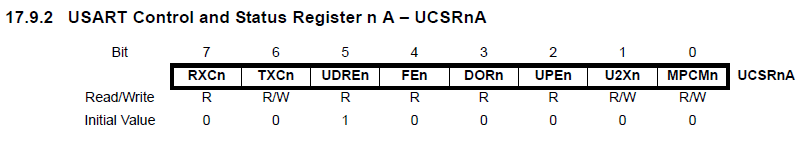 17.9.2 USART Control and Status Register n A – UCSRnA
Bit 7 6 5 4 3 2 1 0
RXCn TXCn UDREn FEn DORn UPEn U2Xn MPCMn UCSRnA
Read/Write R R/W R R R R R/W R/W
Initial Value 0 0 1 0 0 0 0 0